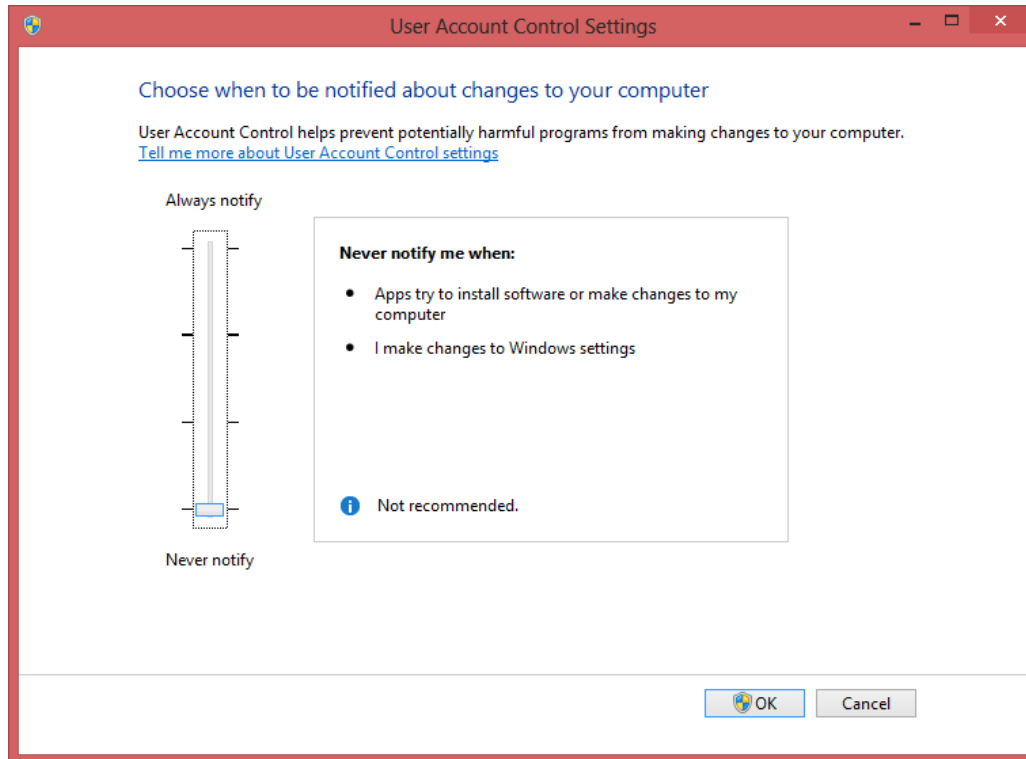 User Account Control Settings
Choose when to be notified about changes to your computer
User Account Control helps prevent potentially harmful programs from making changes to your computer.
Tell me more about User Account Control settings
Always notify
Never notify me when:
Apps try to install software or make changes to my
computer
I make changes to Windows settings
Not recommended.
Never notify
OK
Cancel